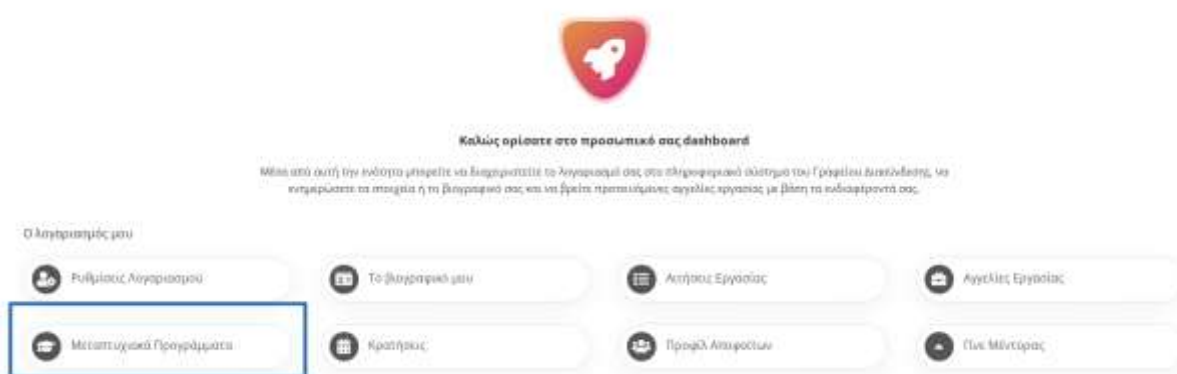 Καλώς ορίσατε στο προσωπικό σας dashboard
Μέσα από αυτή την ενότητα μπορείτε να διαχειριστείτε το λογαριασμό σας στο πληροφοριακό σύστημα του Γραφείου Διασύνδεσης, να
ενημερώσετε τα στοιχεία ή το βιογραφικό σας και να βρείτε προτεινόμενες αγγελίες εργασίας με βάση τα ενδιαφέροντά σας.
Ο λογαριασμός μου
Ρυθμίσεις Λογαριασμού
Το βιογραφικό μου
Αιτήσεις Εργασίας
Αγγελίες Εργασίας
Μεταπτυχιακά Προγράμματα
Κρατήσεις
Προφίλ Αποφοίτων
Γίνε Μέντορας